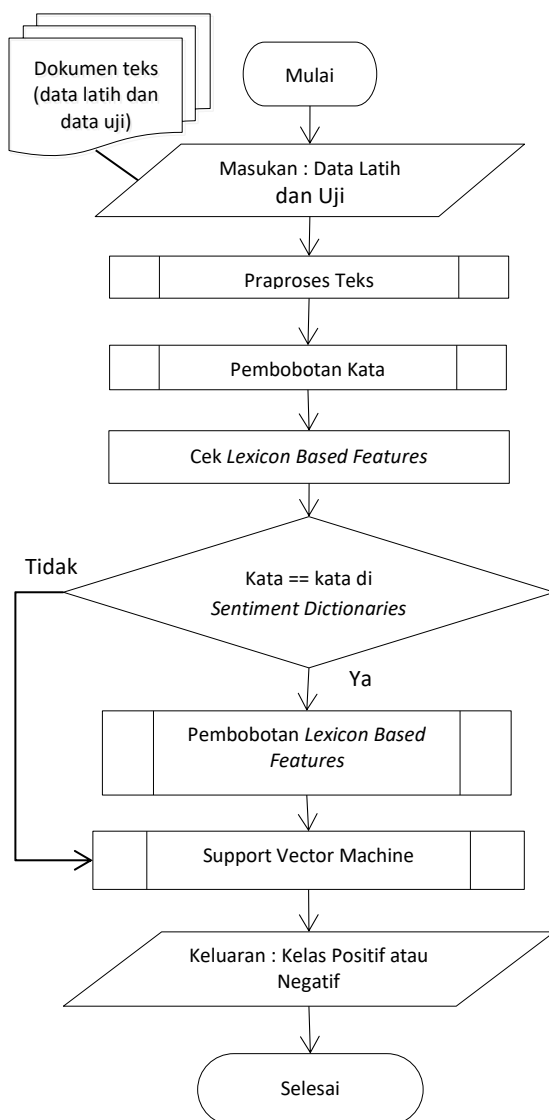 Dokumen teks
(data latih dan
data uji)
Mulai
Masukan : Data Latih
dan Uji
Praproses Teks
Pembobotan Kata
Cek Lexicon Based Features
Tidak
Kata == kata di
Sentiment Dictionaries
Ya
Pembobotan Lexicon Based
Features
Support Vector Machine
Keluaran : Kelas Positif atau
Negatif
Selesai